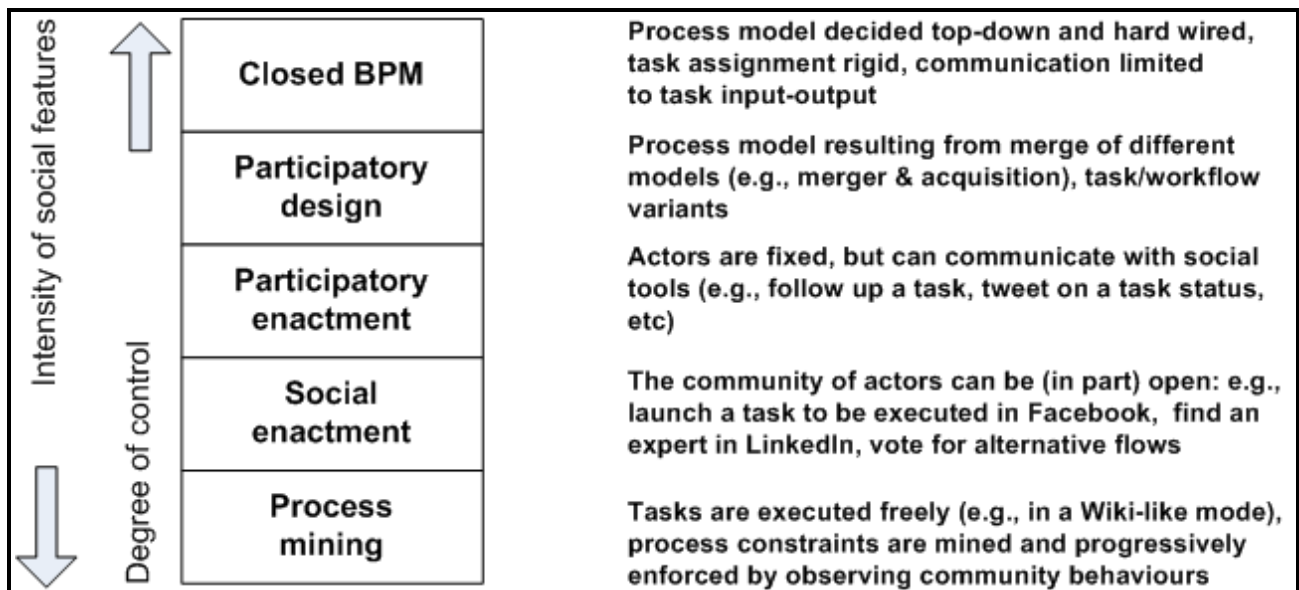 Intensity of social features
Degree of control
Closed BPM
Process model decided top-down and hard wired,
task assignment rigid, communication limited
to task input-output
Participatory
design
Process model resulting from merge of different
models (e.g., merger & acquisition), task/workflow
variants
Participatory
enactment
Actors are fixed, but can communicate with social
tools (e.g., follow up a task, tweet on a task status,
etc)
Social
enactment
The community of actors can be (in part) open: e.g.,
launch a task to be executed in Facebook,  find an
expert in LinkedIn, vote for alternative flows
Process
mining
Tasks are executed freely (e.g., in a Wiki-like mode),
process constraints are mined and progressively
enforced by observing community behaviours